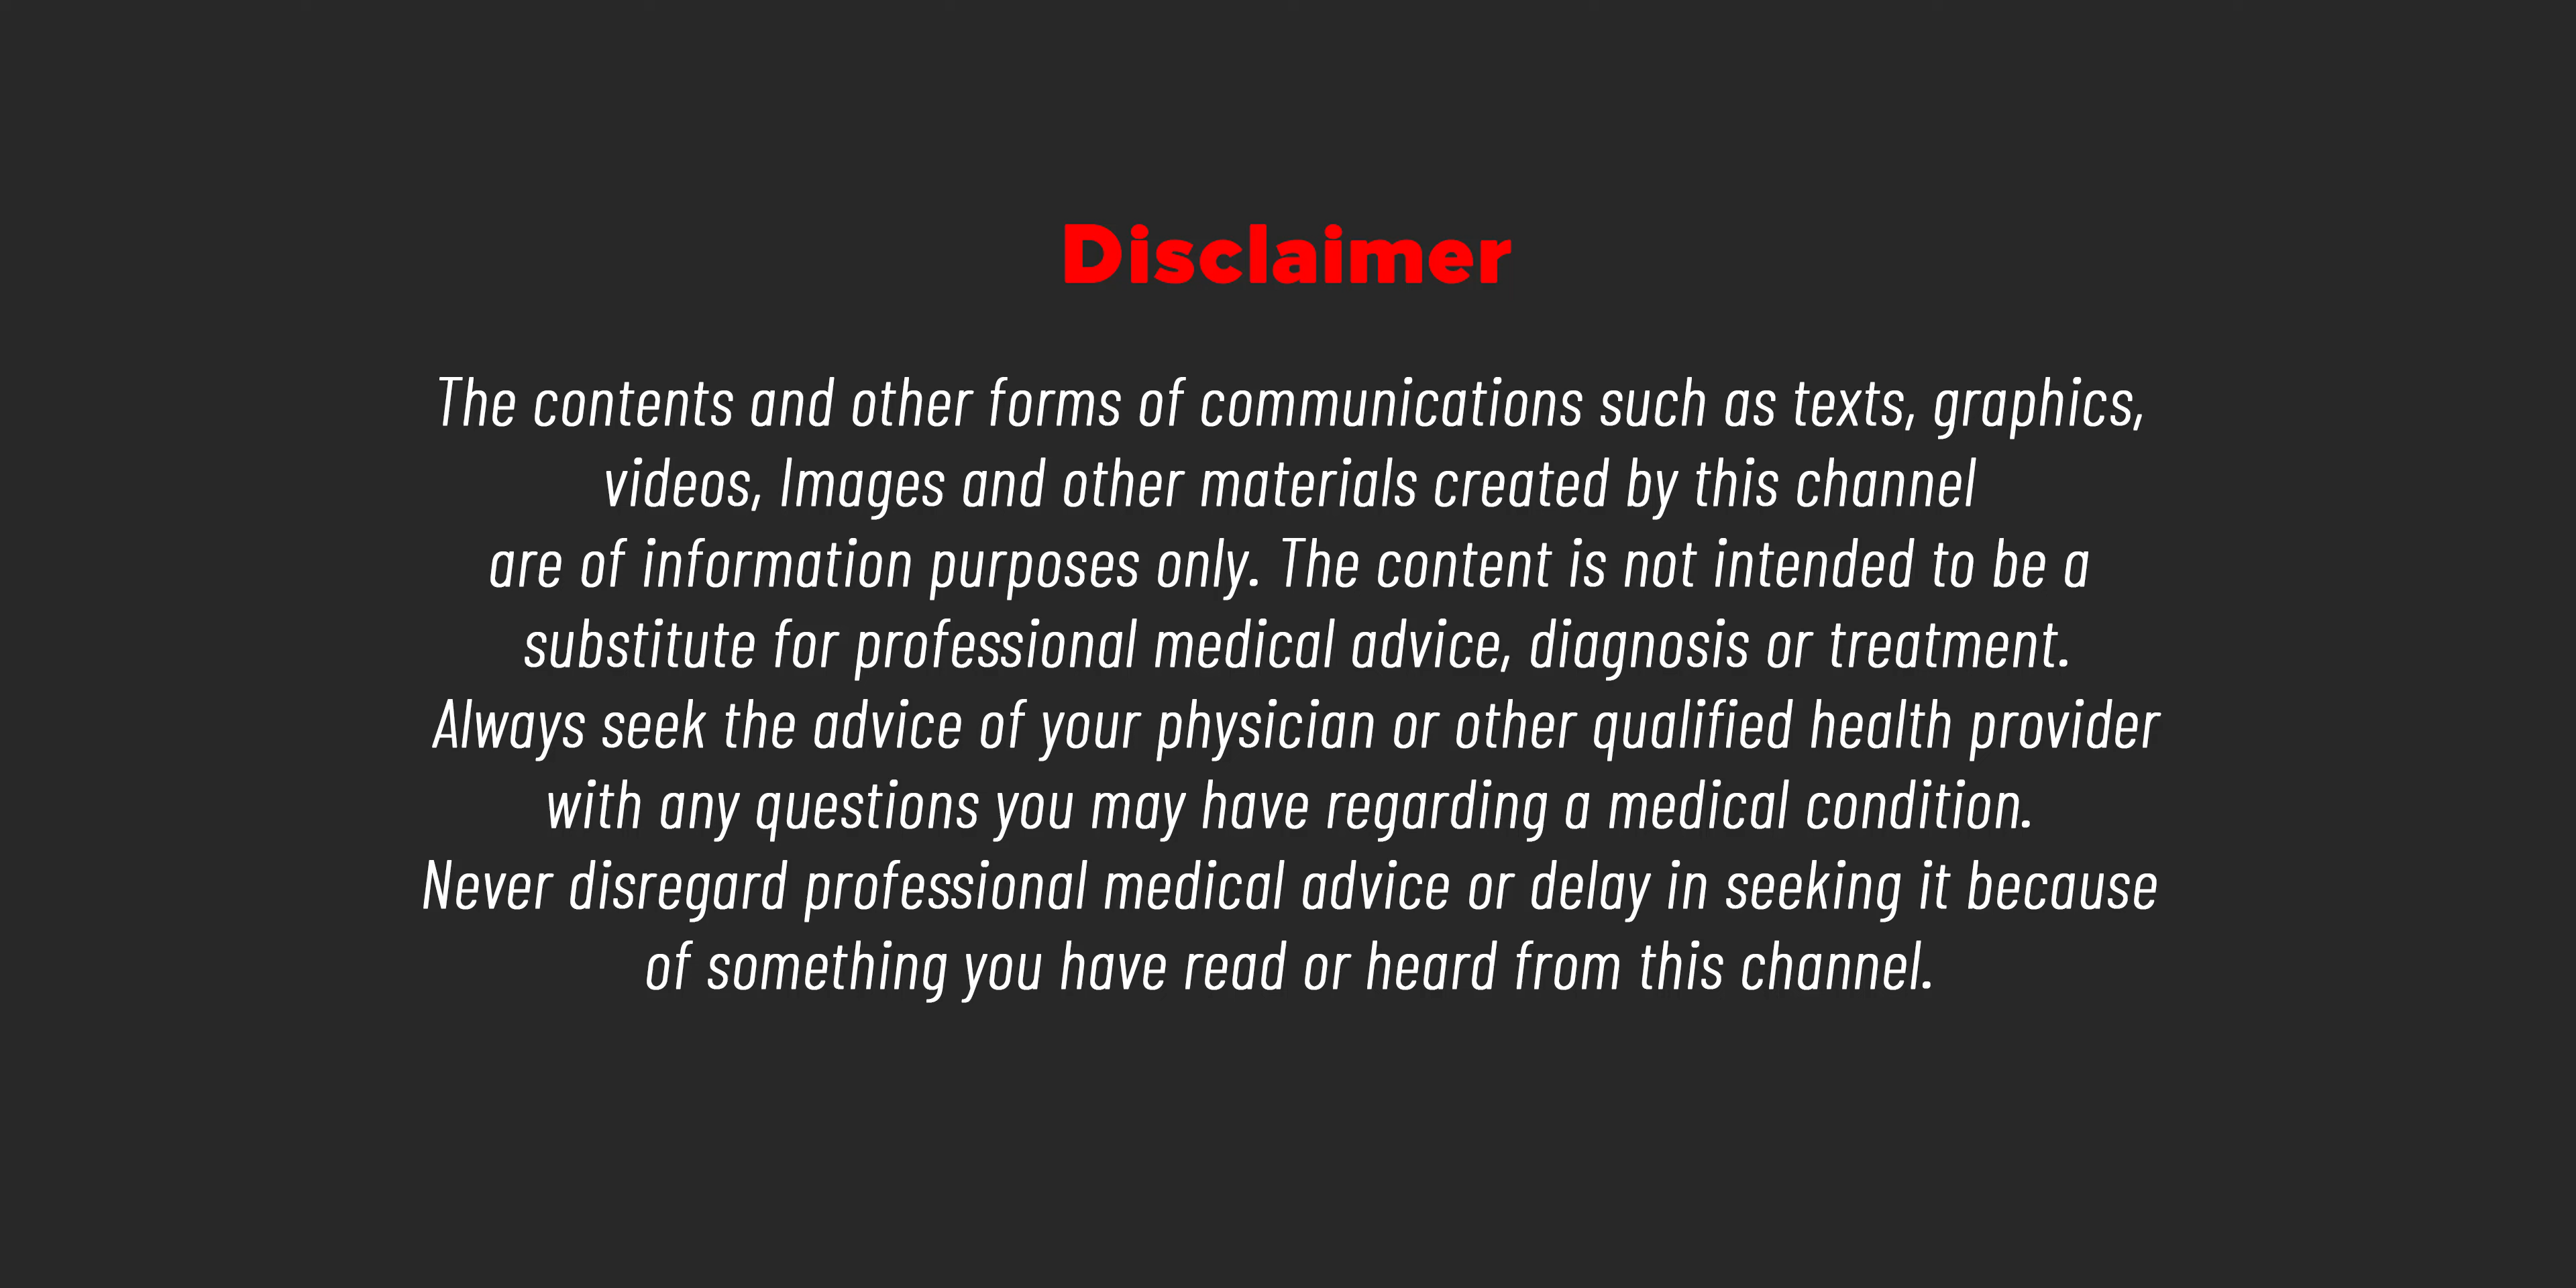 Disclaimer
The contents and other forms of communications such as texts, graphics,
videos, Images and other materials created by this channel
are of information purposes only. The content is not intended to be a
substitute for professional medical advice, diagnosis or treatment.
Always seek the advice of your physician or other qualified health provider
with any questions you may have regarding a medical condition.
Never disregard professional medical advice or delay in seeking it because
of something you have read or heard from this channel.